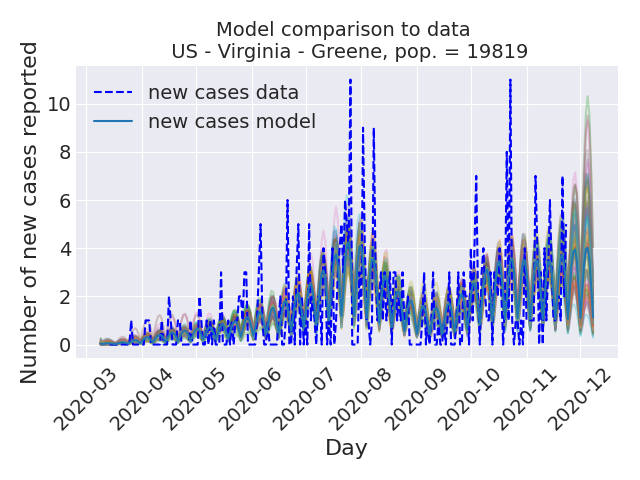 Model comparison to data
US - Virginia - Greene, pop. = 19819
Number of new cases reported
10
8
6
4
2
0
new cases data
new cases model
2020-03
2020-04
2020-05
2020-06
2020-07
2020-08
2020-09
2020-10
2020-11
2020-12
Day